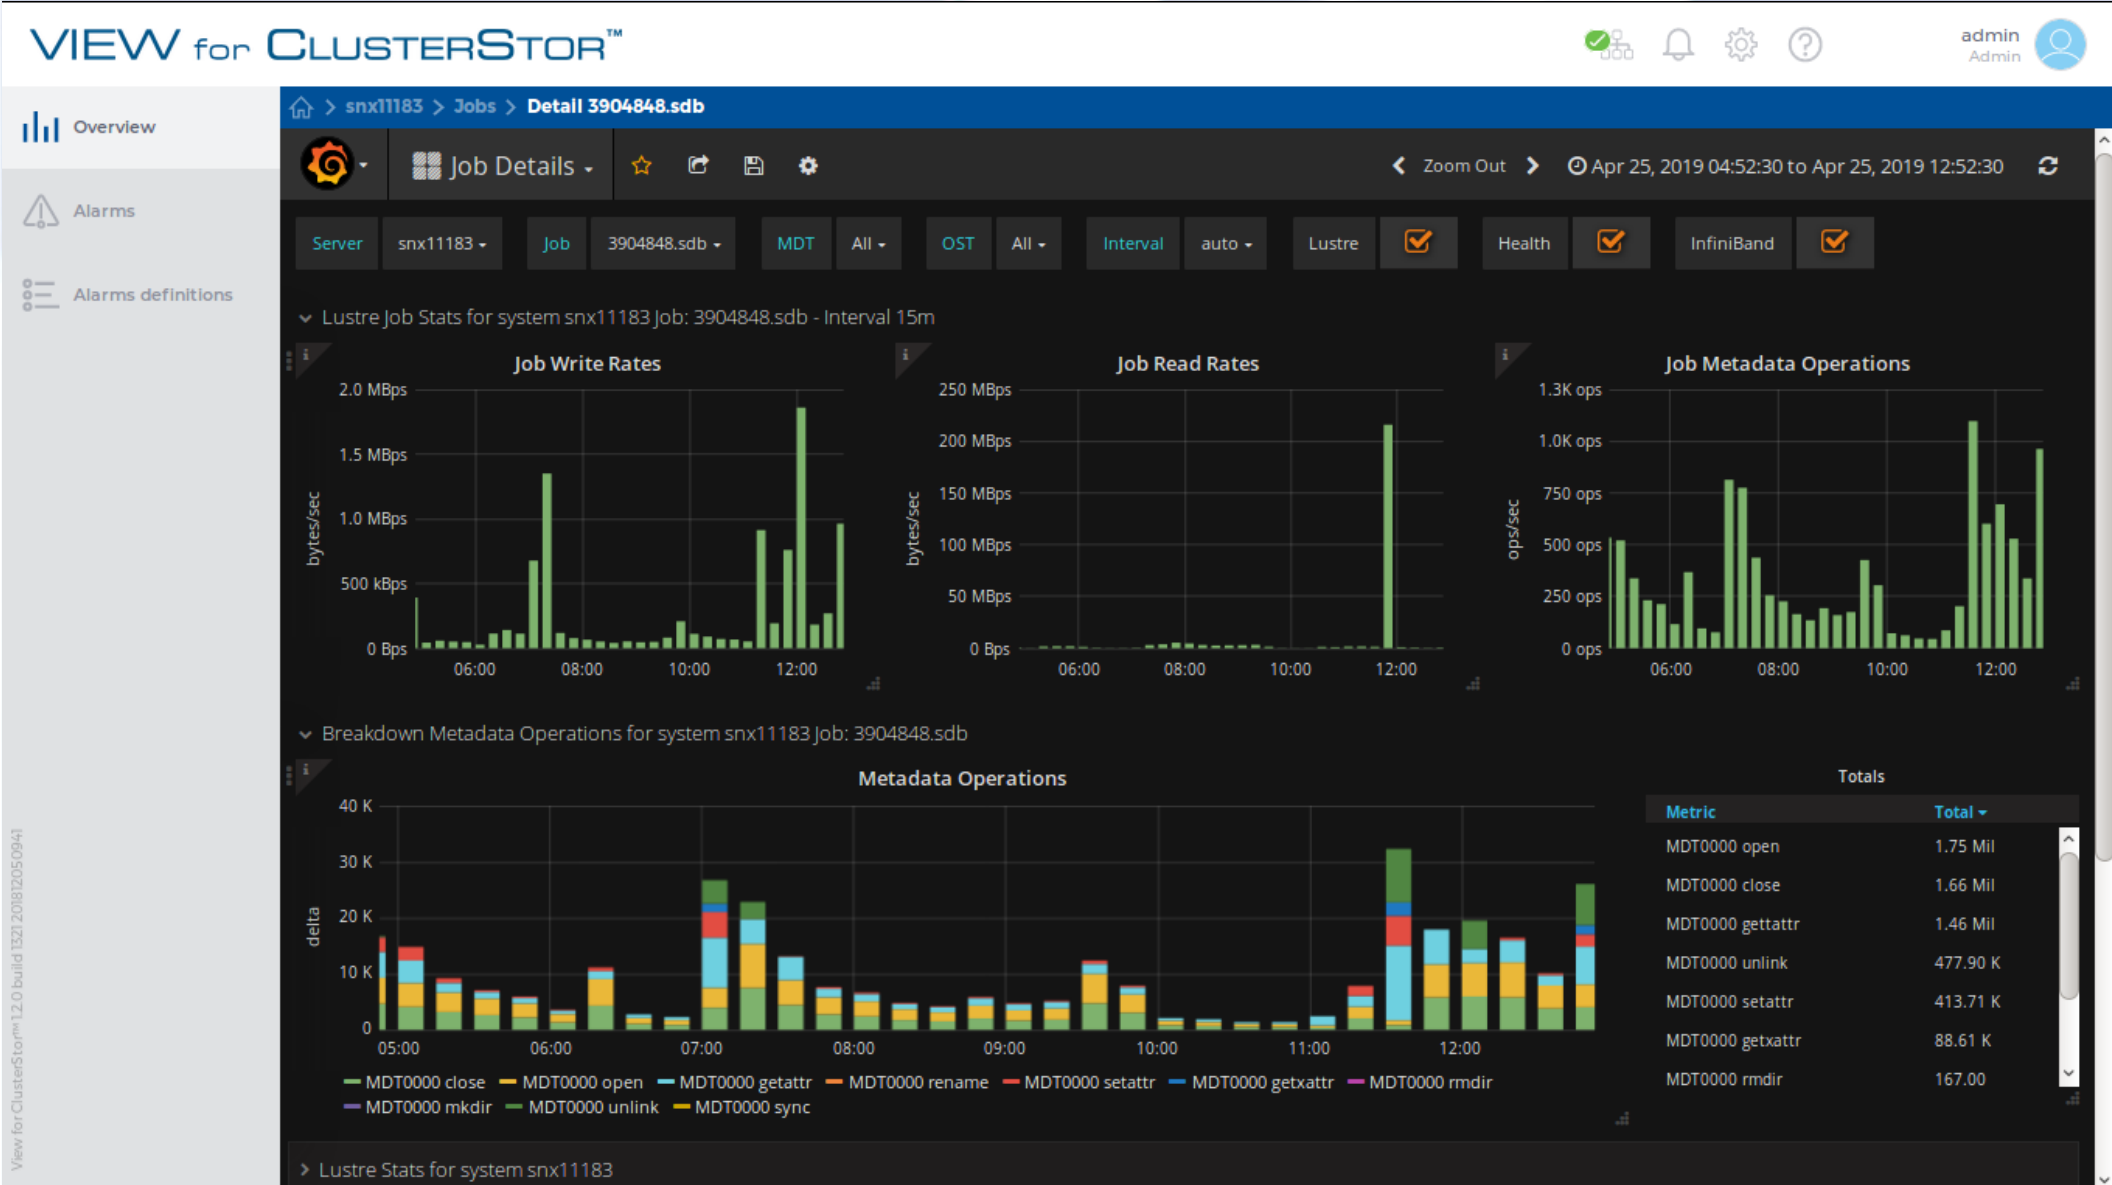 VIEW for CLUSTERSTOR™
admin
Admin
Overview
Alarms
Alarms definitions
View for ClusterStor™ 1.2.0 build 1321 201812050941
> snx11183 > Jobs > Detail 3904848.sdb
Job Details
Zoom Out
Apr 25, 2019 04:52:30 to Apr 25, 2019 12:52:30
Server snx11183 Job 3904848.sdb MDT All OST All Interval auto Lustre Health InfiniBand
Lustre Job Stats for system snx11183 Job: 3904848.sdb - Interval 15m
Job Write Rates
bytes/sec
2.0 MBps
1.5 MBps
1.0 MBps
500 kBps
0 Bps
06:00 08:00 10:00 12:00
Job Read Rates
bytes/sec
250 MBps
200 MBps
150 MBps
100 MBps
50 MBps
0 Bps
06:00 08:00 10:00 12:00
Job Metadata Operations
ops/sec
1.3K ops
1.0K ops
750 ops
500 ops
250 ops
0 ops
06:00 08:00 10:00 12:00
Breakdown Metadata Operations for system snx11183 Job: 3904848.sdb
Metadata Operations
delta
40 K
30 K
20 K
10 K
0
05:00 06:00 07:00 08:00 09:00 10:00 11:00 12:00
MDT0000 close MDT0000 open MDT0000 getattr MDT0000 rename MDT0000 setattr MDT0000 getxattr MDT0000 rmdir
MDT0000 mkdir MDT0000 unlink MDT0000 sync
Totals
Metric Total
MDT0000 open 1.75 Mil
MDT0000 close 1.66 Mil
MDT0000 gettattr 1.46 Mil
MDT0000 unlink 477.90 K
MDT0000 setattr 413.71 K
MDT0000 getxattr 88.61 K
MDT0000 rmdir 167.00
Lustre Stats for system snx11183